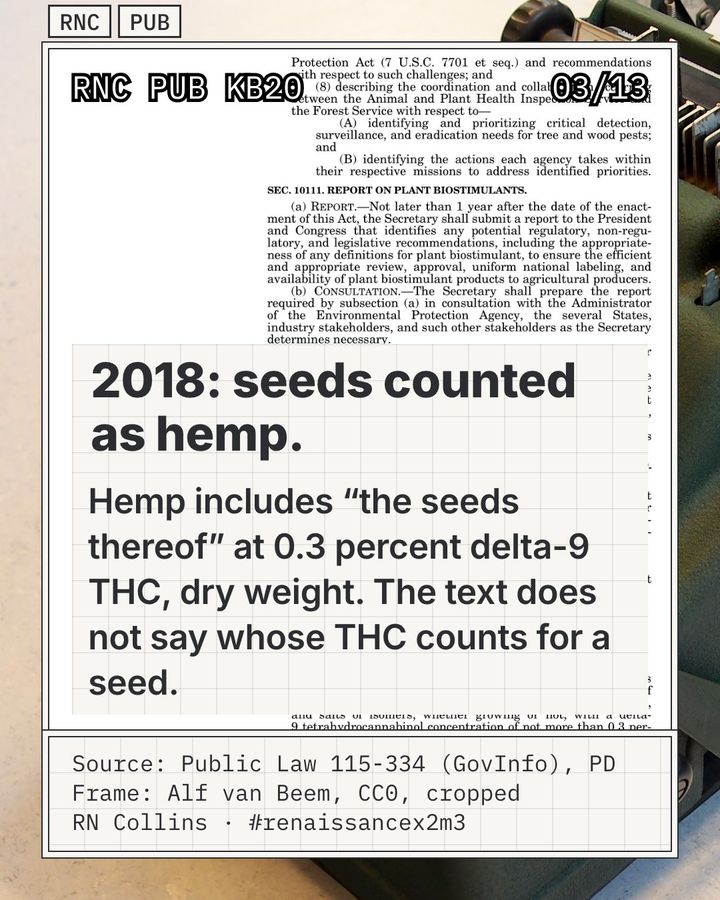 RNC PUB
RNC PUB KB20 03/13
Protection Act (7 U.S.C. 7701 et seq.) and recommendations
with respect to such challenges; and
(8) describing the coordination and
between the Animal and Plant Health
the Forest Service with respect to—
(A) identifying and prioritizing critical detection,
surveillance, and eradication needs for tree and wood pests;
and
(B) identifying the actions each agency takes within
their respective missions to address identified priorities.
SEC. 10111. REPORT ON PLANT BIOSTIMULANTS.
(a) REPORT.—Not later than 1 year after the date of the enact-
ment of this Act, the Secretary shall submit a report to the President
and Congress that identifies any potential regulatory, non-regu-
latory, and legislative recommendations, including the appropriate-
ness of any definitions for plant biostimulant, to ensure the efficient
and appropriate review, approval, uniform national labeling, and
availability of plant biostimulant products to agricultural producers.
(b) CONSULTATION.—The Secretary shall prepare the report
required by subsection (a) in consultation with the Administrator
of the Environmental Protection Agency, the several States,
industry stakeholders, and such other stakeholders as the Secretary
determines necessary.
2018: seeds counted
as hemp.
Hemp includes “the seeds
thereof” at 0.3 percent delta-9
THC, dry weight. The text does
not say whose THC counts for a
seed.
and salts of isomers, whether growing or not, with a delta-
9 tetrahydrocannabinol concentration of not more than 0.3 per-
Source: Public Law 115-334 (GovInfo), PD
Frame: Alf van Beem, CC0, cropped
RN Collins · #renaissancex2m3